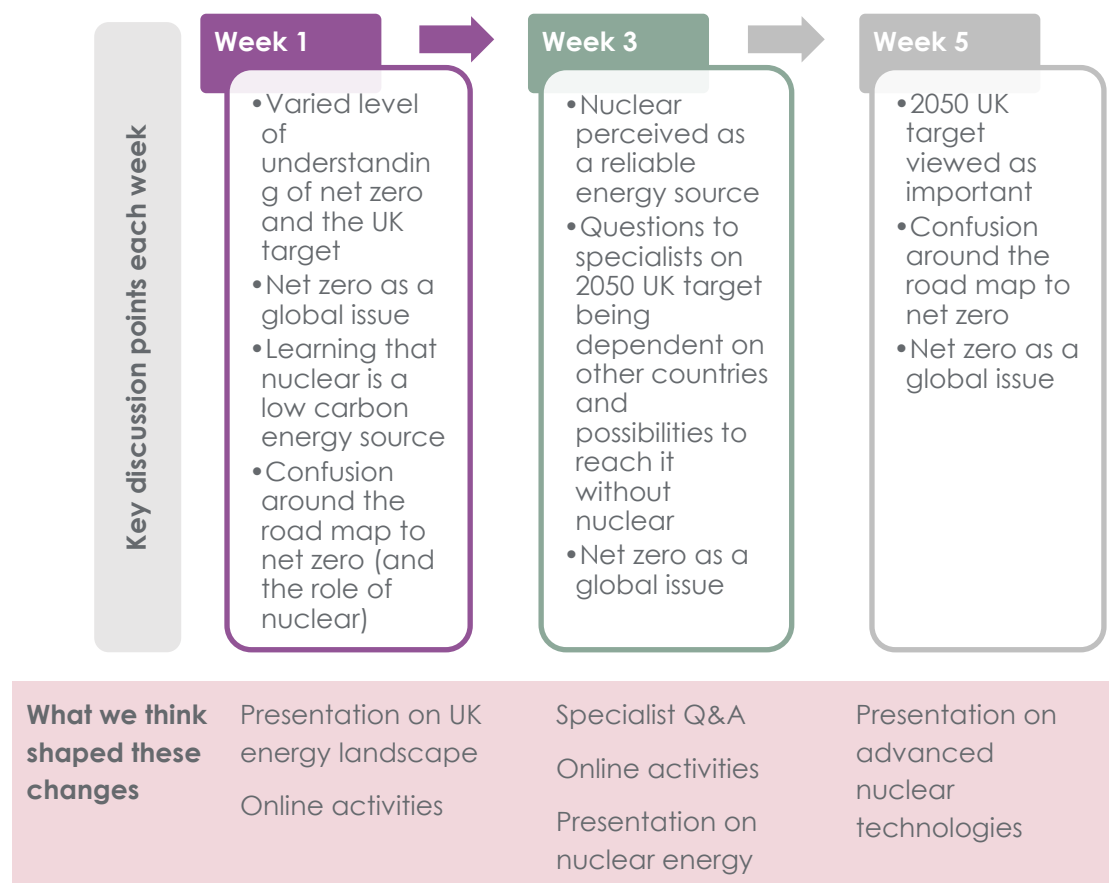 Key discussion points each week
Week 1
•Varied level
of
understandin
g of net zero
and the UK
target
•Net zero as a
global issue
•Learning that
nuclear is a
low carbon
energy source
•Confusion
around the
road map to
net zero (and
the role of
nuclear)
Week 3
•Nuclear
perceived as
a reliable
energy source
•Questions to
specialists on
2050 UK target
being
dependent on
other countries
and
possibilities to
reach it
without
nuclear
•Net zero as a
global issue
Week 5
•2050 UK
target
viewed as
important
•Confusion
around the
road map to
net zero
•Net zero as a
global issue
What we think
shaped these
changes
Presentation on UK
energy landscape
Online activities
Specialist Q&A
Online activities
Presentation on
nuclear energy
Presentation on
advanced
nuclear
technologies